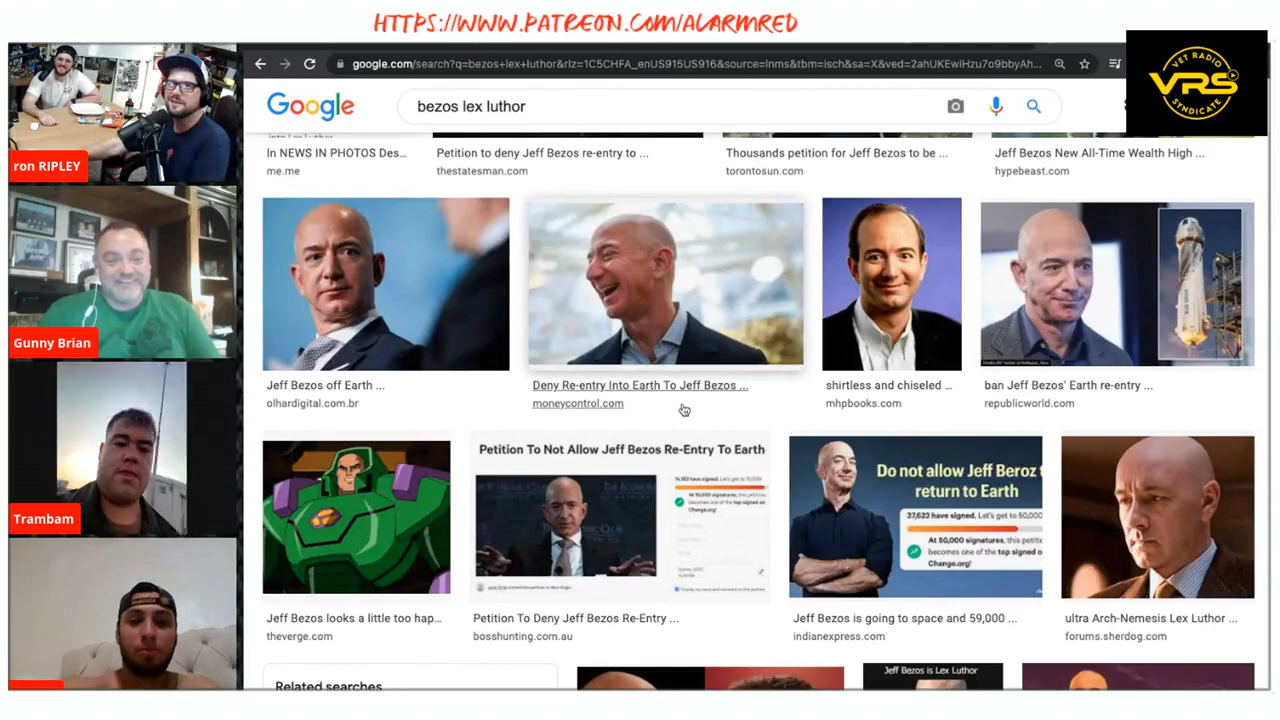 HTTPS://WWW.PATREON.COM/ALARMRED
google.com/search?q=bezos+lex+luthor&rlz=1C5CHFA_enUS915US916&source=lnms&tbm=isch&sa=X&ved=2ahUKEwiHzu7o9bbyAh...
VET RADIO
VRS
SYNDICATE
Google
bezos lex luthor
In NEWS IN PHOTOS Des...
me.me
Petition to deny Jeff Bezos re-entry to ...
thestatesman.com
Thousands petition for Jeff Bezos to be ...
torontosun.com
Jeff Bezos New All-Time Wealth High ...
hypebeast.com
ron RIPLEY
Gunny Brian
Trambam
Jeff Bezos off Earth ...
olhardigital.com.br
Deny Re-entry Into Earth To Jeff Bezos ...
moneycontrol.com
shirtless and chiseled ...
mhpbooks.com
ban Jeff Bezos' Earth re-entry ...
republicworld.com
Petition To Not Allow Jeff Bezos Re-Entry To Earth
Do not allow Jeff Beroz t
return to Earth
37,623 have signed. Let's get to 50,000
At 50,000 signatures, this petiti
becomes one of the top signed o
Change.org!
Jeff Bezos looks a little too hap...
theverge.com
Petition To Deny Jeff Bezos Re-Entry ...
bosshunting.com.au
Jeff Bezos is going to space and 59,000 ...
indianexpress.com
ultra Arch-Nemesis Lex Luthor ...
forums.sherdog.com
Related searches
Jeff Bezos is Lex Luthor